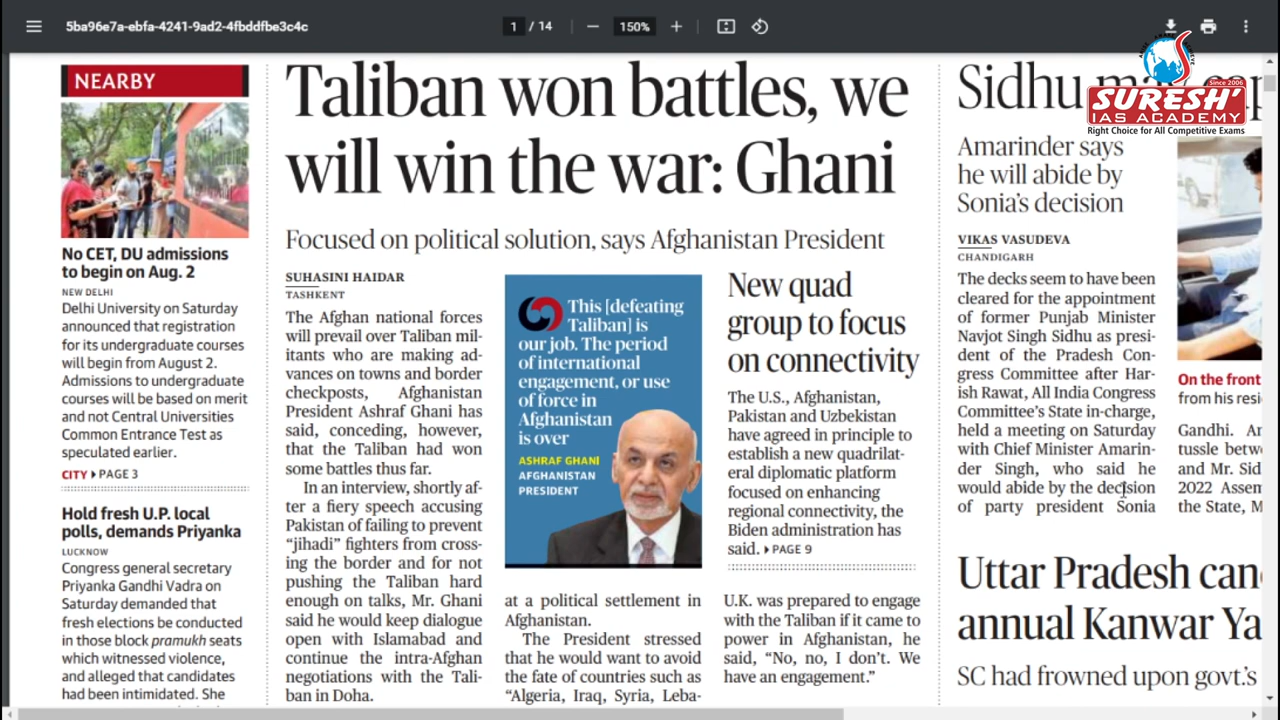 5ba96e7a-ebfa-4241-9ad2-4fbddfbe3c4c
1 / 14
150%
Since 2006
SURESH
IAS ACADEMY
Right Choice for All Competitive Exams
NEARBY
No CET, DU admissions
to begin on Aug. 2
NEW DELHI
Delhi University on Saturday
announced that registration
for its undergraduate courses
will begin from August 2.
Admissions to undergraduate
courses will be based on merit
and not Central Universities
Common Entrance Test as
speculated earlier.
CITY PAGE 3
Hold fresh U.P. local
polls, demands Priyanka
LUCKNOW
Congress general secretary
Priyanka Gandhi Vadra on
Saturday demanded that
fresh elections be conducted
in those block pramukh seats
which witnessed violence,
and alleged that candidates
had been intimidated. She
Taliban won battles, we
will win the war: Ghani
Focused on political solution, says Afghanistan President
SUHASINI HAIDAR
TASHKENT
The Afghan national forces
will prevail over Taliban mil-
itants who are making ad-
vances on towns and border
checkposts, Afghanistan
President Ashraf Ghani has
said, conceding, however,
that the Taliban had won
some battles thus far.
In an interview, shortly af-
ter a fiery speech accusing
Pakistan of failing to prevent
“jihadi” fighters from cross-
ing the border and for not
pushing the Taliban hard
enough on talks, Mr. Ghani
said he would keep dialogue
open with Islamabad and
continue the intra-Afghan
negotiations with the Tali-
ban in Doha.
This [defeating
Taliban] is
our job. The period
of international
engagement, or use
of force in
Afghanistan
is over
ASHRAF GHANI
AFGHANISTAN
PRESIDENT
at a political settlement in
Afghanistan.
The President stressed
that he would want to avoid
the fate of countries such as
“Algeria, Iraq, Syria, Leba-
New quad
group to focus
on connectivity
The U.S., Afghanistan,
Pakistan and Uzbekistan
have agreed in principle to
establish a new quadrilat-
eral diplomatic platform
focused on enhancing
regional connectivity, the
Biden administration has
said. PAGE 9
U.K. was prepared to engage
with the Taliban if it came to
power in Afghanistan, he
said, “No, no, I don’t. We
have an engagement.”
Sidhu
Amarinder says
he will abide by
Sonia’s decision
VIKAS VASUDEVA
CHANDIGARH
The decks seem to have been
cleared for the appointment
of former Punjab Minister
Navjot Singh Sidhu as presi-
dent of the Pradesh Con-
gress Committee after Har-
ish Rawat, All India Congress
Committee’s State in-charge,
held a meeting on Saturday
with Chief Minister Amarin-
der Singh, who said he
would abide by the decision
of party president Sonia
On the front
from his resi
Gandhi. An
tussle betw
and Mr. Sid
2022 Assem
the State, M
Uttar Pradesh can
annual Kanwar Ya
SC had frowned upon govt.’s